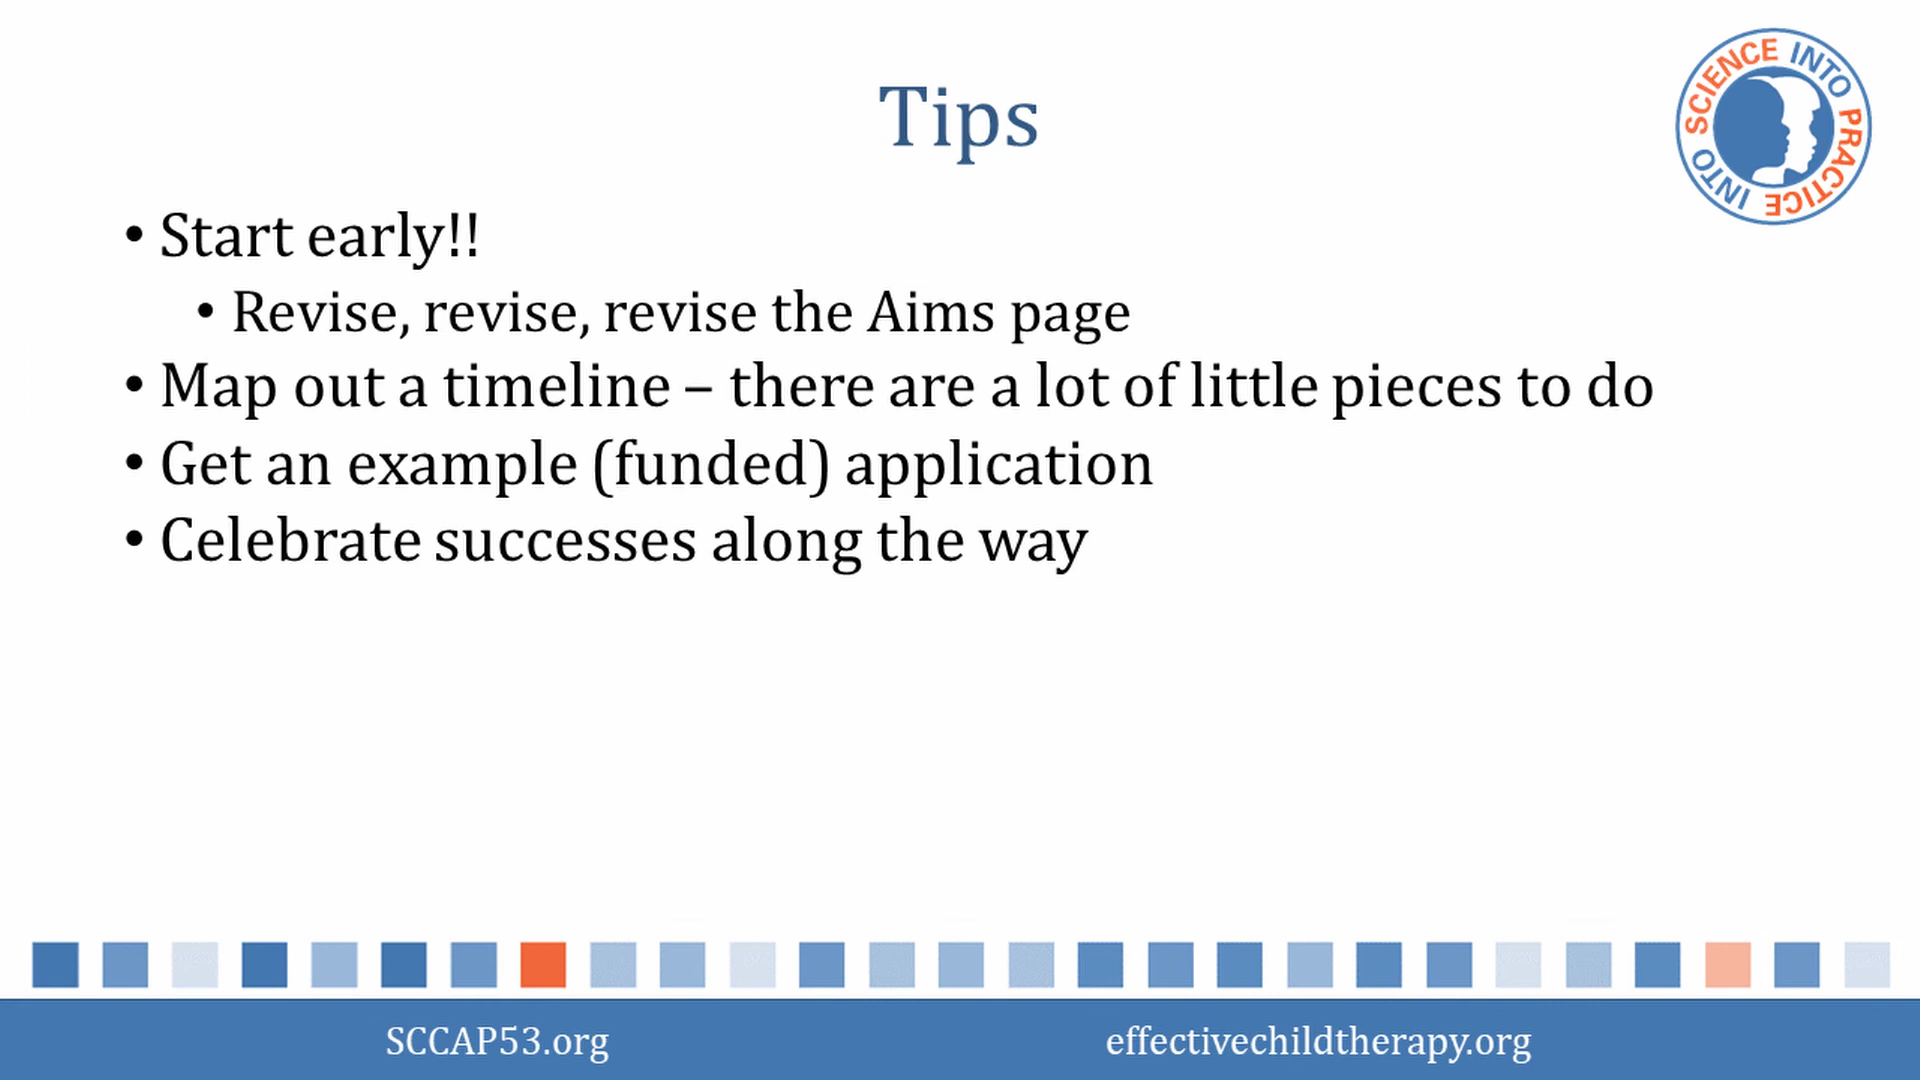 Tips
SCIENCE INTO PRACTICE INTO
• Start early!!
• Revise, revise, revise the Aims page
• Map out a timeline – there are a lot of little pieces to do
• Get an example (funded) application
• Celebrate successes along the way
SCCAP53.org
effectivechildtherapy.org